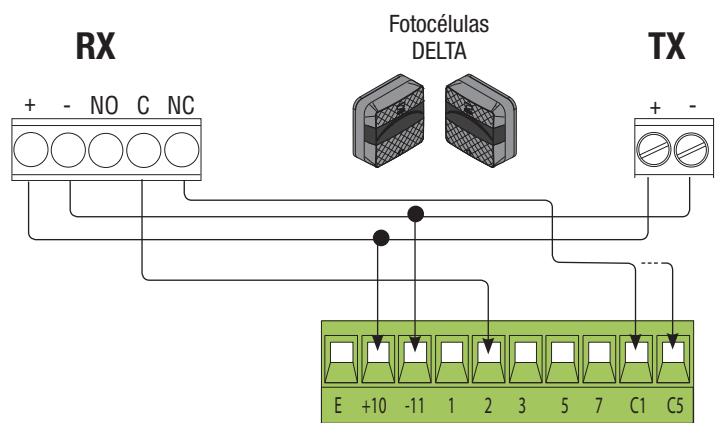 Fotocélulas
DELTA
RX
TX
+ - NO C NC
+ -
E +10 -11 1 2 3 5 7 C1 C5